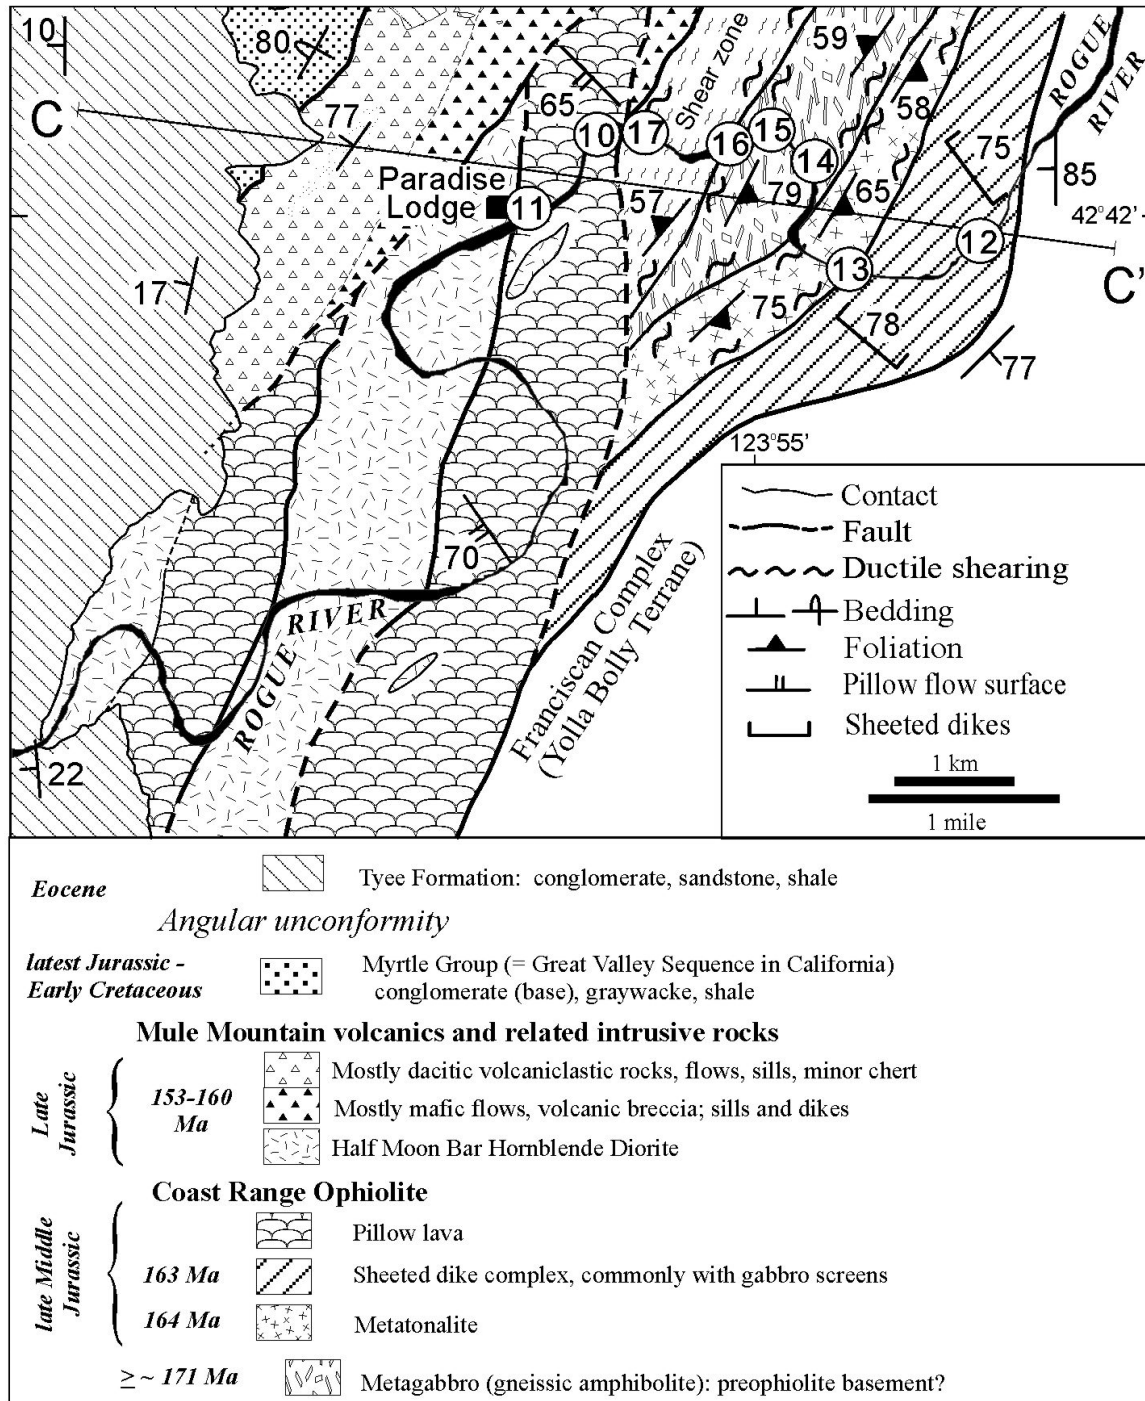 10
80
C
77
65
10
17
Shear zone
59
16
15
14
58
ROGUE
RIVER
75
85
Paradise
Lodge
11
57
79
65
42°42'
12
C'
13
17
75
78
77
123°55'
70
ROGUE
RIVER
22
Franciscan Complex
(Yolla Bolly Terrane)
Contact
Fault
Ductile shearing
Bedding
Foliation
Pillow flow surface
Sheeted dikes
1 km
1 mile
Eocene
Tyee Formation: conglomerate, sandstone, shale
Angular unconformity
latest Jurassic -
Early Cretaceous
Myrtle Group (= Great Valley Sequence in California)
conglomerate (base), graywacke, shale
Mule Mountain volcanics and related intrusive rocks
Late
Jurassic
153-160
Ma
Mostly dacitic volcaniclastic rocks, flows, sills, minor chert
Mostly mafic flows, volcanic breccia; sills and dikes
Half Moon Bar Hornblende Diorite
Coast Range Ophiolite
late Middle
Jurassic
Pillow lava
163 Ma
Sheeted dike complex, commonly with gabbro screens
164 Ma
Metatonalite
≥ ~ 171 Ma
Metagabbro (gneissic amphibolite): preophiolite basement?